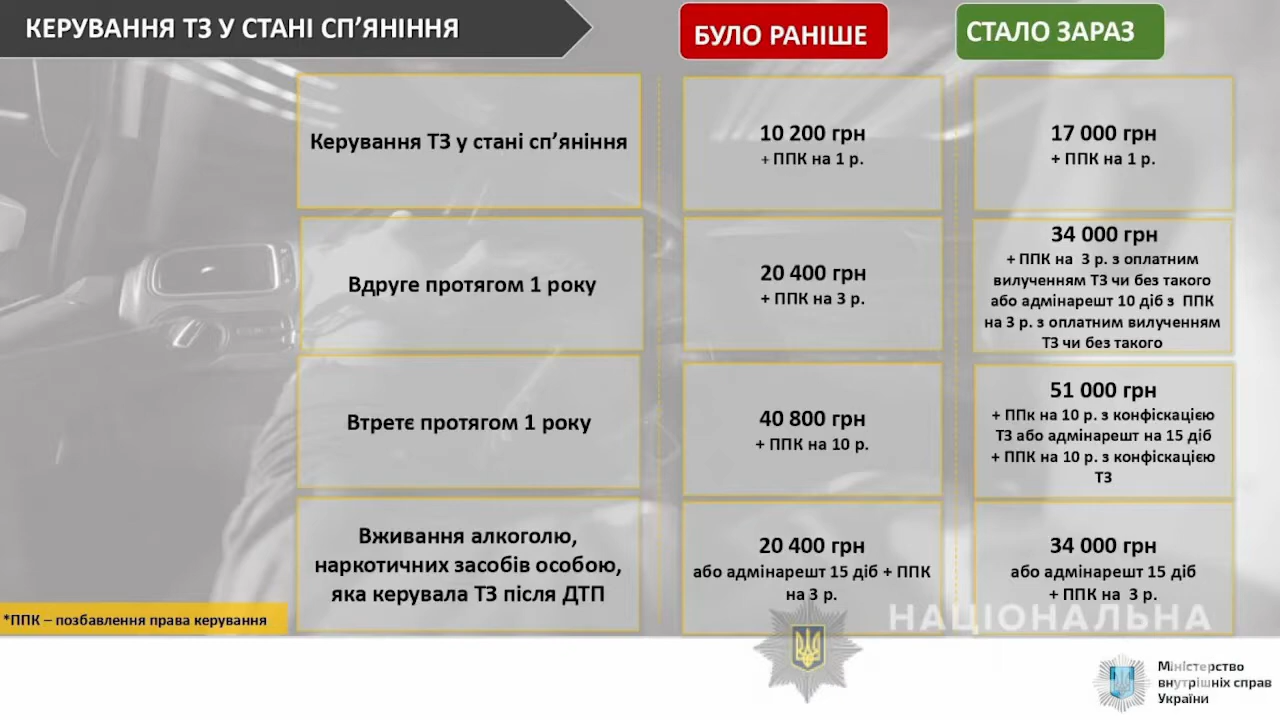 КЕРУВАННЯ ТЗ У СТАНІ СП’ЯНІННЯ
БУЛО РАНІШЕ
СТАЛО ЗАРАЗ
Керування ТЗ у стані сп’яніння
10 200 грн
+ ППК на 1 р.
17 000 грн
+ ППК на 1 р.
Вдруге протягом 1 року
20 400 грн
+ ППК на 3 р.
34 000 грн
+ ППК на 3 р. з оплатним
вилученням ТЗ чи без такого
або адмінарешт 10 діб з ППК
на 3 р. з оплатним вилученням
ТЗ чи без такого
Втретє протягом 1 року
40 800 грн
+ ППК на 10 р.
51 000 грн
+ ППк на 10 р. з конфіскацією
ТЗ або адмінарешт на 15 діб
+ ППК на 10 р. з конфіскацією
ТЗ
Вживання алкоголю,
наркотичних засобів особою,
яка керувала ТЗ після ДТП
20 400 грн
або адмінарешт 15 діб + ППК
на 3 р.
34 000 грн
або адмінарешт 15 діб
+ ППК на 3 р.
*ППК – позбавлення права керування
НАЦІОНАЛЬНА
Міністерство
внутрішніх справ
України